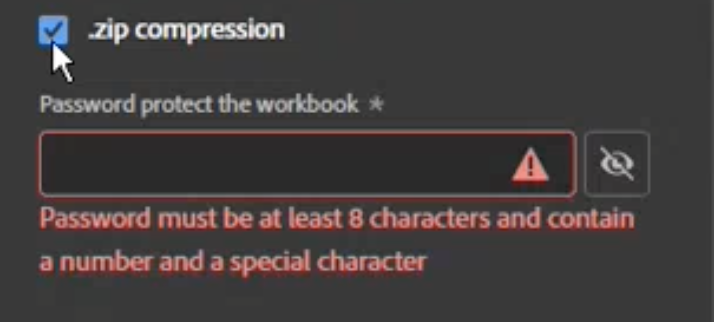 .zip compression
Password protect the workbook *
Password must be at least 8 characters and contain
a number and a special character